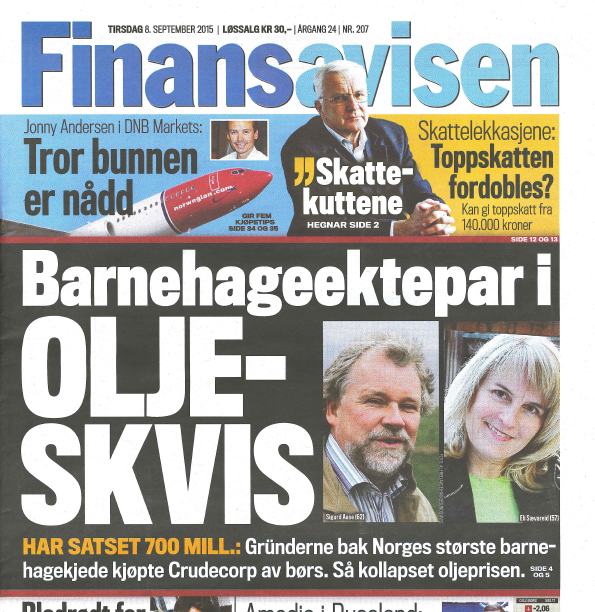 TIRSDAG 8. SEPTEMBER 2015 | LØSSALG KR 30,– | ÅRGANG 24 | NR. 207
Finansavisen
Jonny Andersen i DNB Markets:
Tror bunnen
er nådd
norwegian.com
GIR FEM
KJØPETIPS
SIDE 34 OG 35
”Skatte-
kuttene
HEGNAR SIDE 2
Skattelekkasjene:
Toppskatten
fordobles?
Kan gi toppskatt fra
140.000 kroner
SIDE 12 OG 13
Barnehageektepar i
OLJE-
SKVIS
Sigurd Aase (62)
Eli Sævareid (57)
HAR SATSET 700 MILL.: Gründerne bak Norges største barne-
hagekjede kjøpte Crudecorp av børs. Så kollapset oljeprisen. SIDE 4
OG 5
-2,06